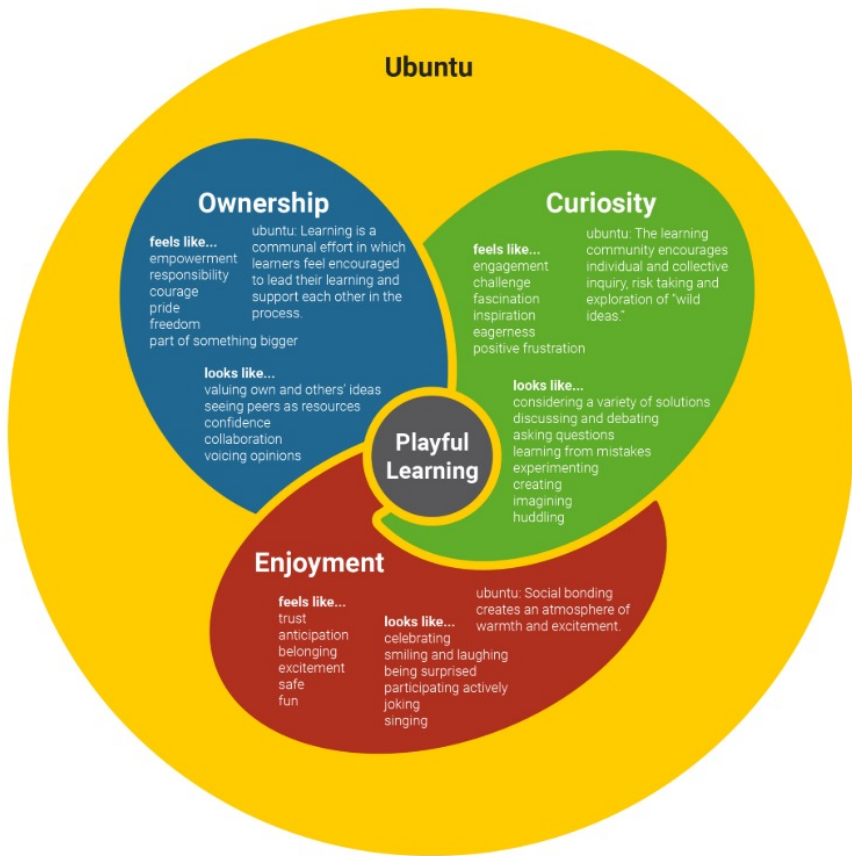 Ubuntu
Ownership
feels like...
empowerment
responsibility
courage
pride
freedom
part of something bigger
ubuntu: Learning is a
communal effort in which
learners feel encouraged
to lead their learning and
support each other in the
process.
looks like...
valuing own and others' ideas
seeing peers as resources
confidence
collaboration
voicing opinions
Curiosity
feels like...
engagement
challenge
fascination
inspiration
eagerness
positive frustration
ubuntu: The learning
community encourages
individual and collective
inquiry, risk taking and
exploration of “wild
ideas.”
looks like...
considering a variety of solutions
discussing and debating
asking questions
learning from mistakes
experimenting
creating
imagining
huddling
Playful
Learning
Enjoyment
feels like...
trust
anticipation
belonging
excitement
safe
fun
looks like...
celebrating
smiling and laughing
being surprised
participating actively
joking
singing
ubuntu: Social bonding
creates an atmosphere of
warmth and excitement.